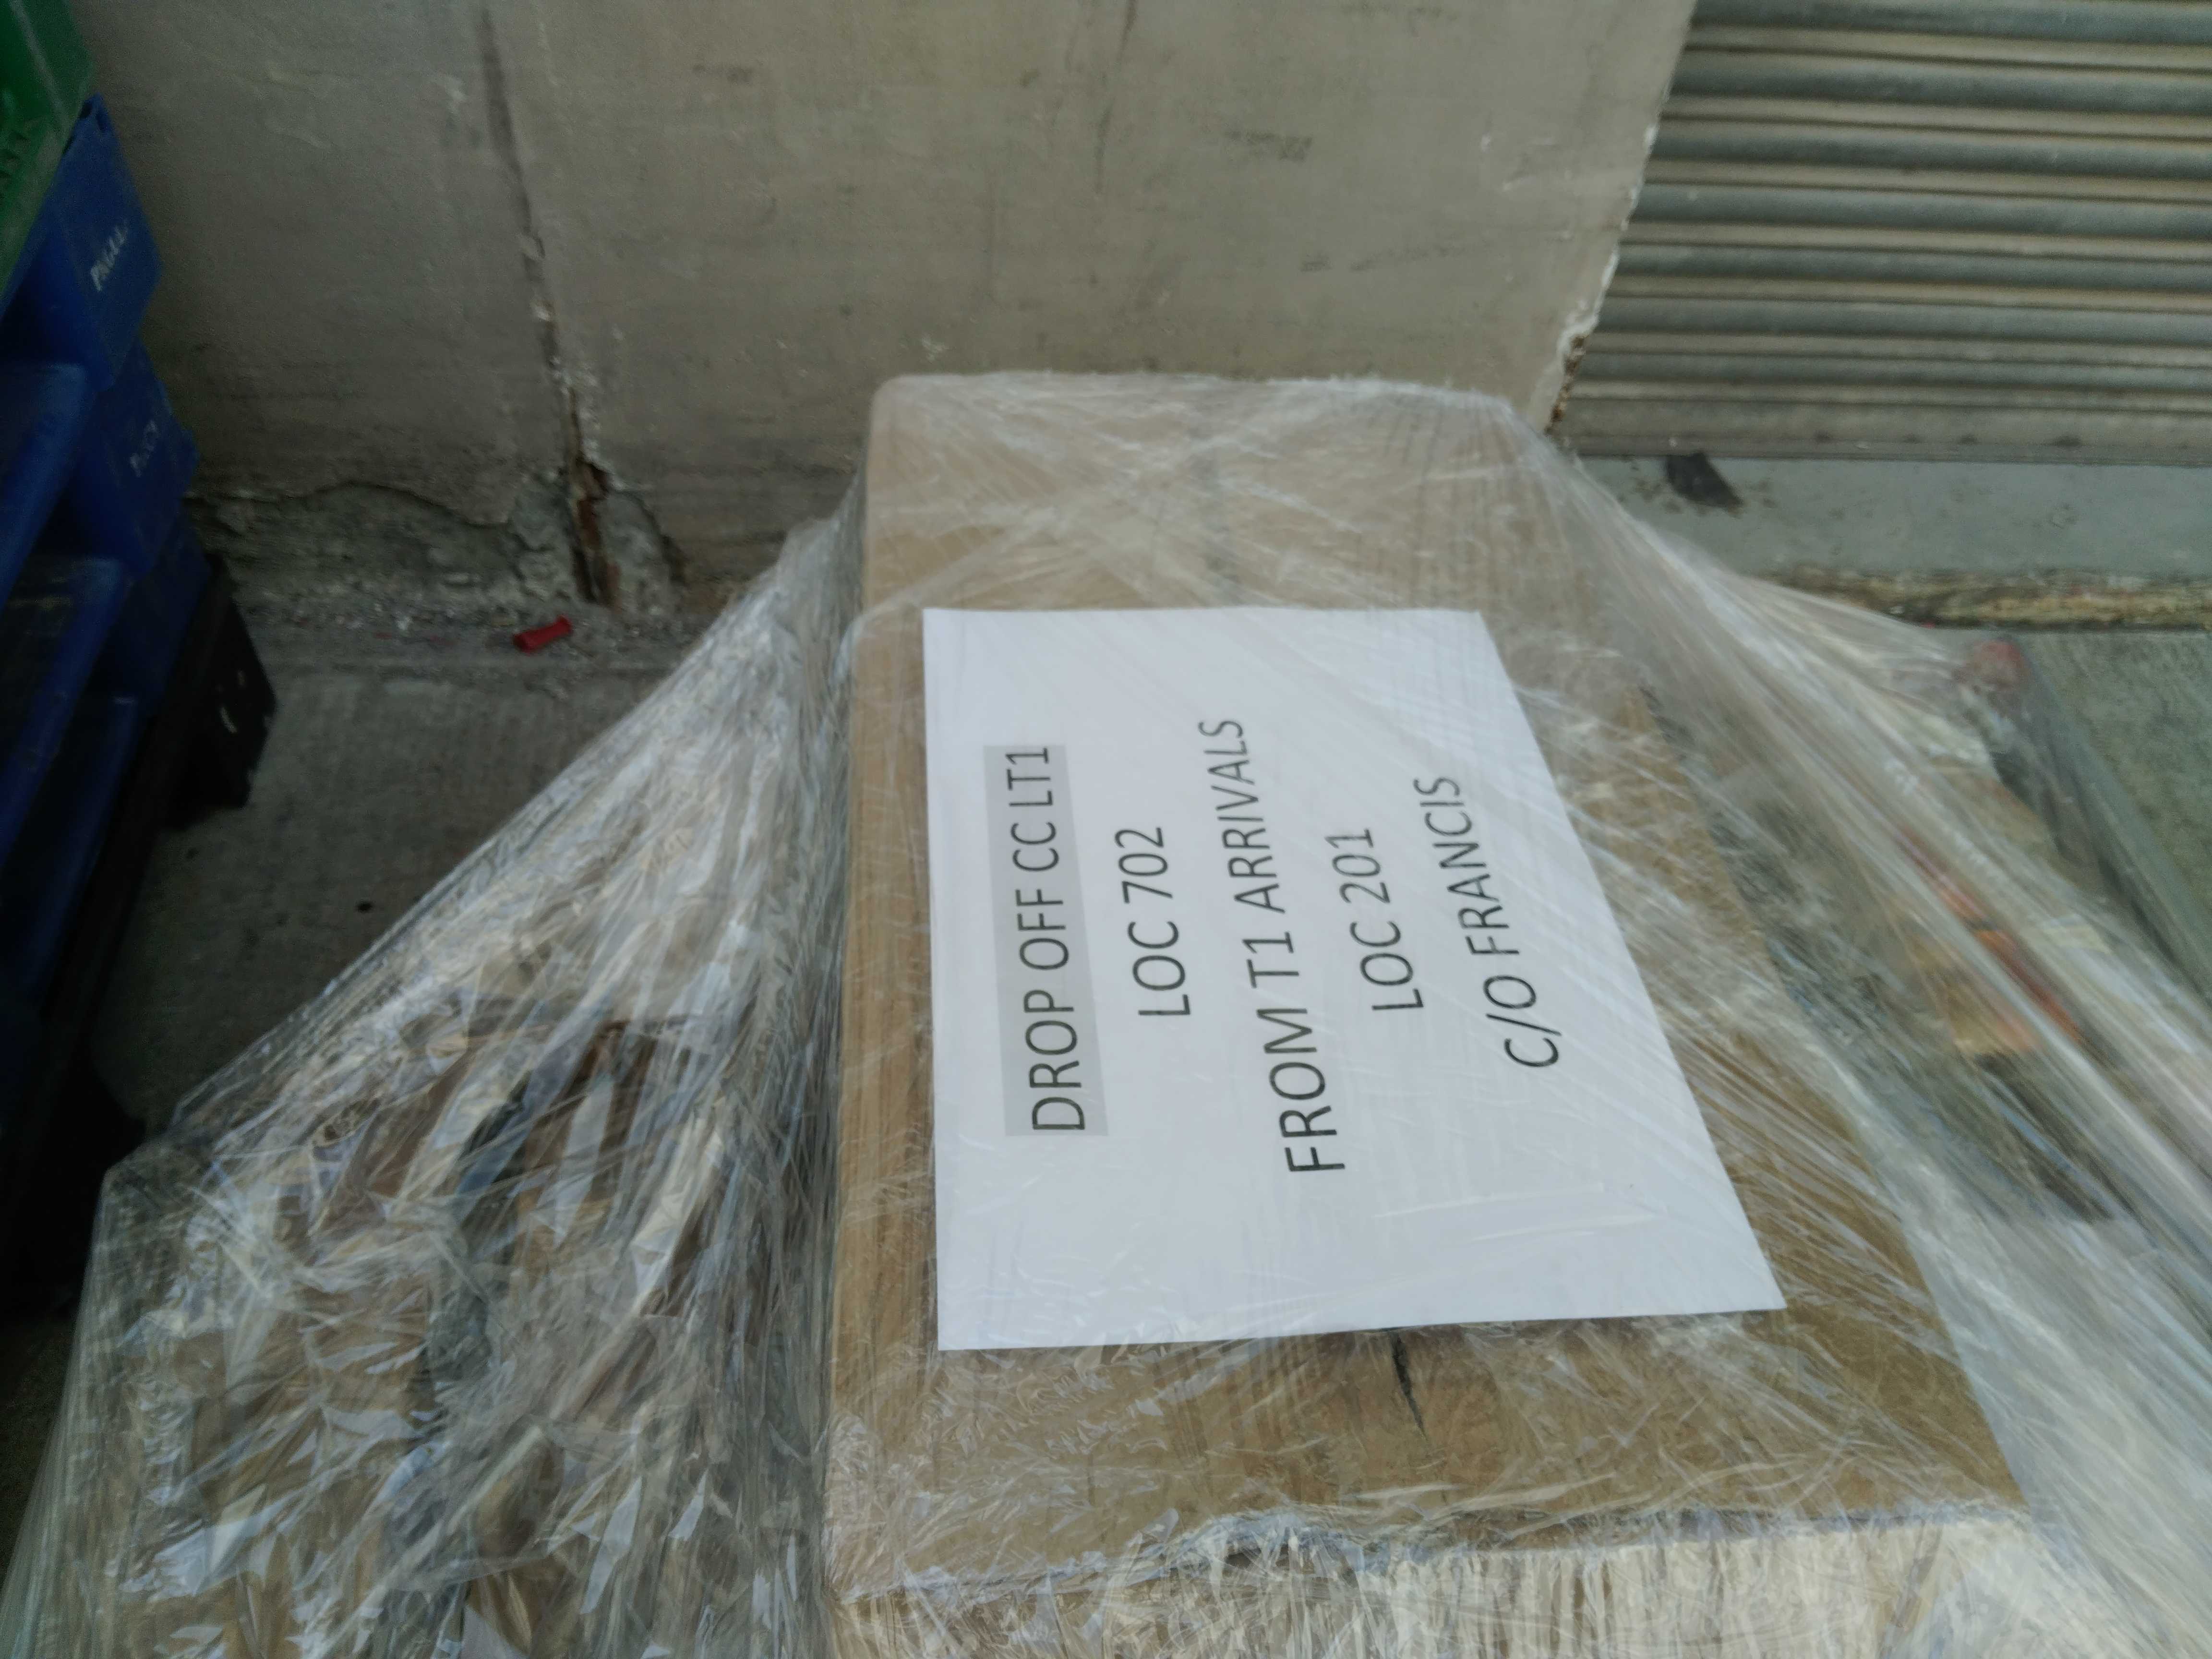 DROP OFF CC LT1
LOC 702
FROM T1 ARRIVALS
LOC 201
C/O FRANCIS